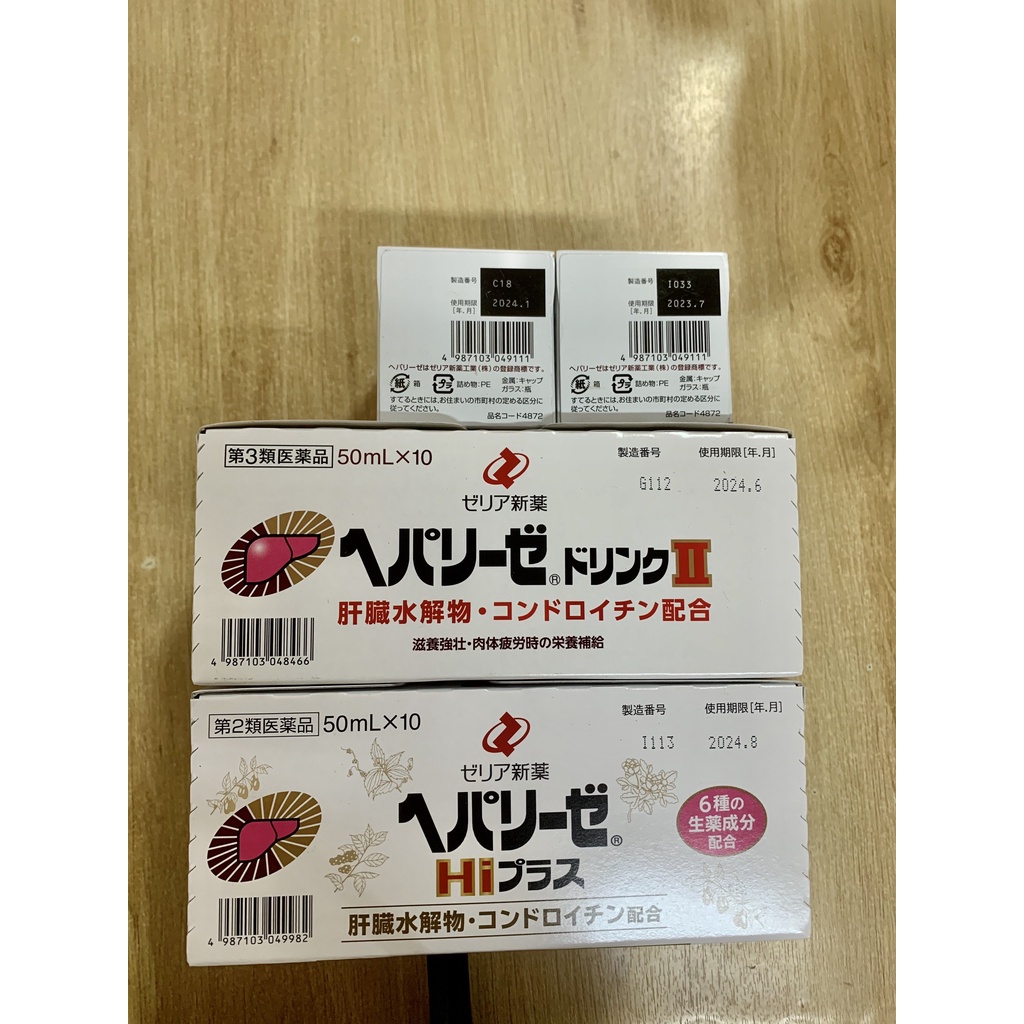 製造番号 C18
使用期限 2024.1
[年.月]
4 987103 049111
ヘパリーゼはゼリア新薬工業(株)の登録商標です。
紙 箱 プラ 詰め物:PE 金属:キャップ
ガラス:瓶
すてるときには、お住まいの市町村の定める区分に
従ってください。 品名コード4872
製造番号 I033
使用期限 2023.7
[年.月]
4 987103 049111
ヘパリーゼはゼリア新薬工業(株)の登録商標です。
紙 箱 プラ 詰め物:PE 金属:キャップ
ガラス:瓶
すてるときには、お住まいの市町村の定める区分に
従ってください。 品名コード4872
第3類医薬品 50mL×10
製造番号 使用期限[年.月]
G112 2024.6
ゼリア新薬
ヘパリーゼ®ドリンクII
肝臓水解物・コンドロイチン配合
滋養強壮・肉体疲労時の栄養補給
4 987103 048466
第2類医薬品 50mL×10
製造番号 使用期限[年.月]
I113 2024.8
ゼリア新薬
ヘパリーゼ®
Hiプラス
6種の
生薬成分
配合
肝臓水解物・コンドロイチン配合
4 987103 049982